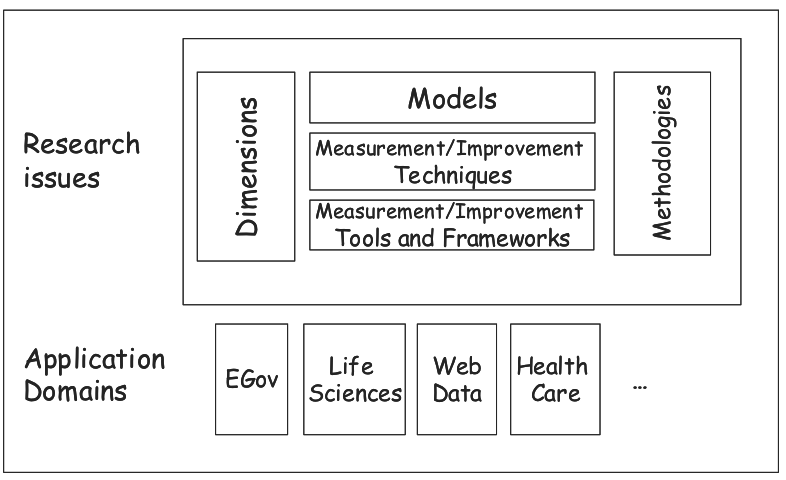 Research
issues
Dimensions
Models
Measurement/Improvement
Techniques
Measurement/Improvement
Tools and Frameworks
Methodologies
Application
Domains
EGov
Life
Sciences
Web
Data
Health
Care
...